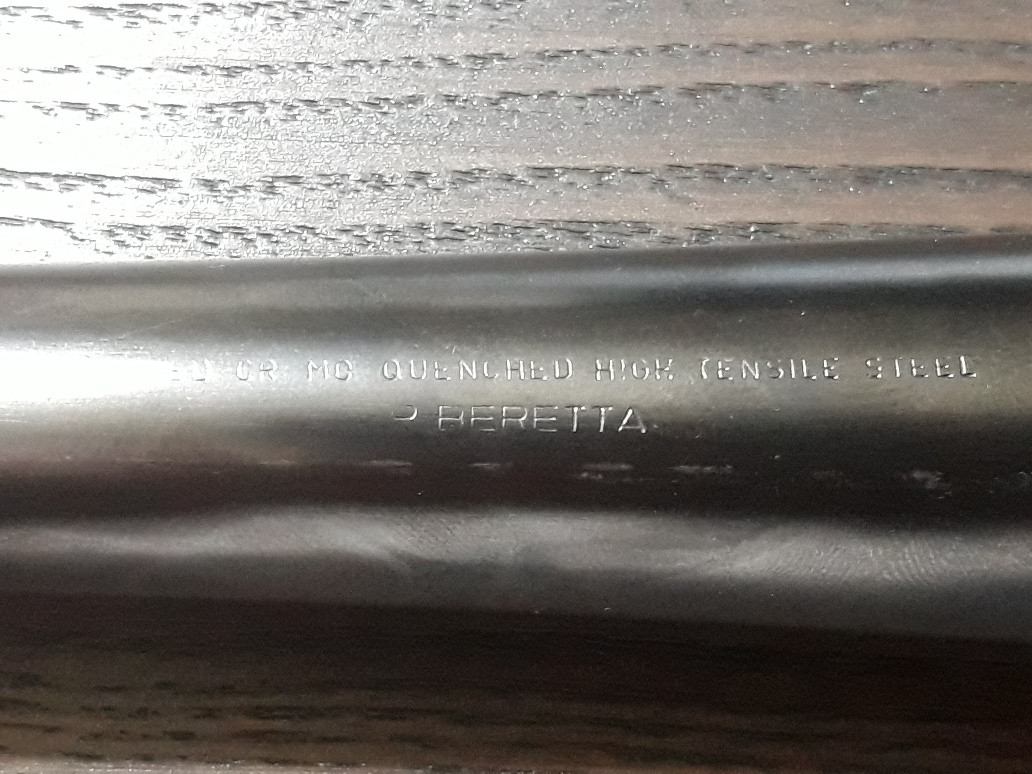 CR MO QUENCHED HIGH TENSILE STEEL
P BERETTA